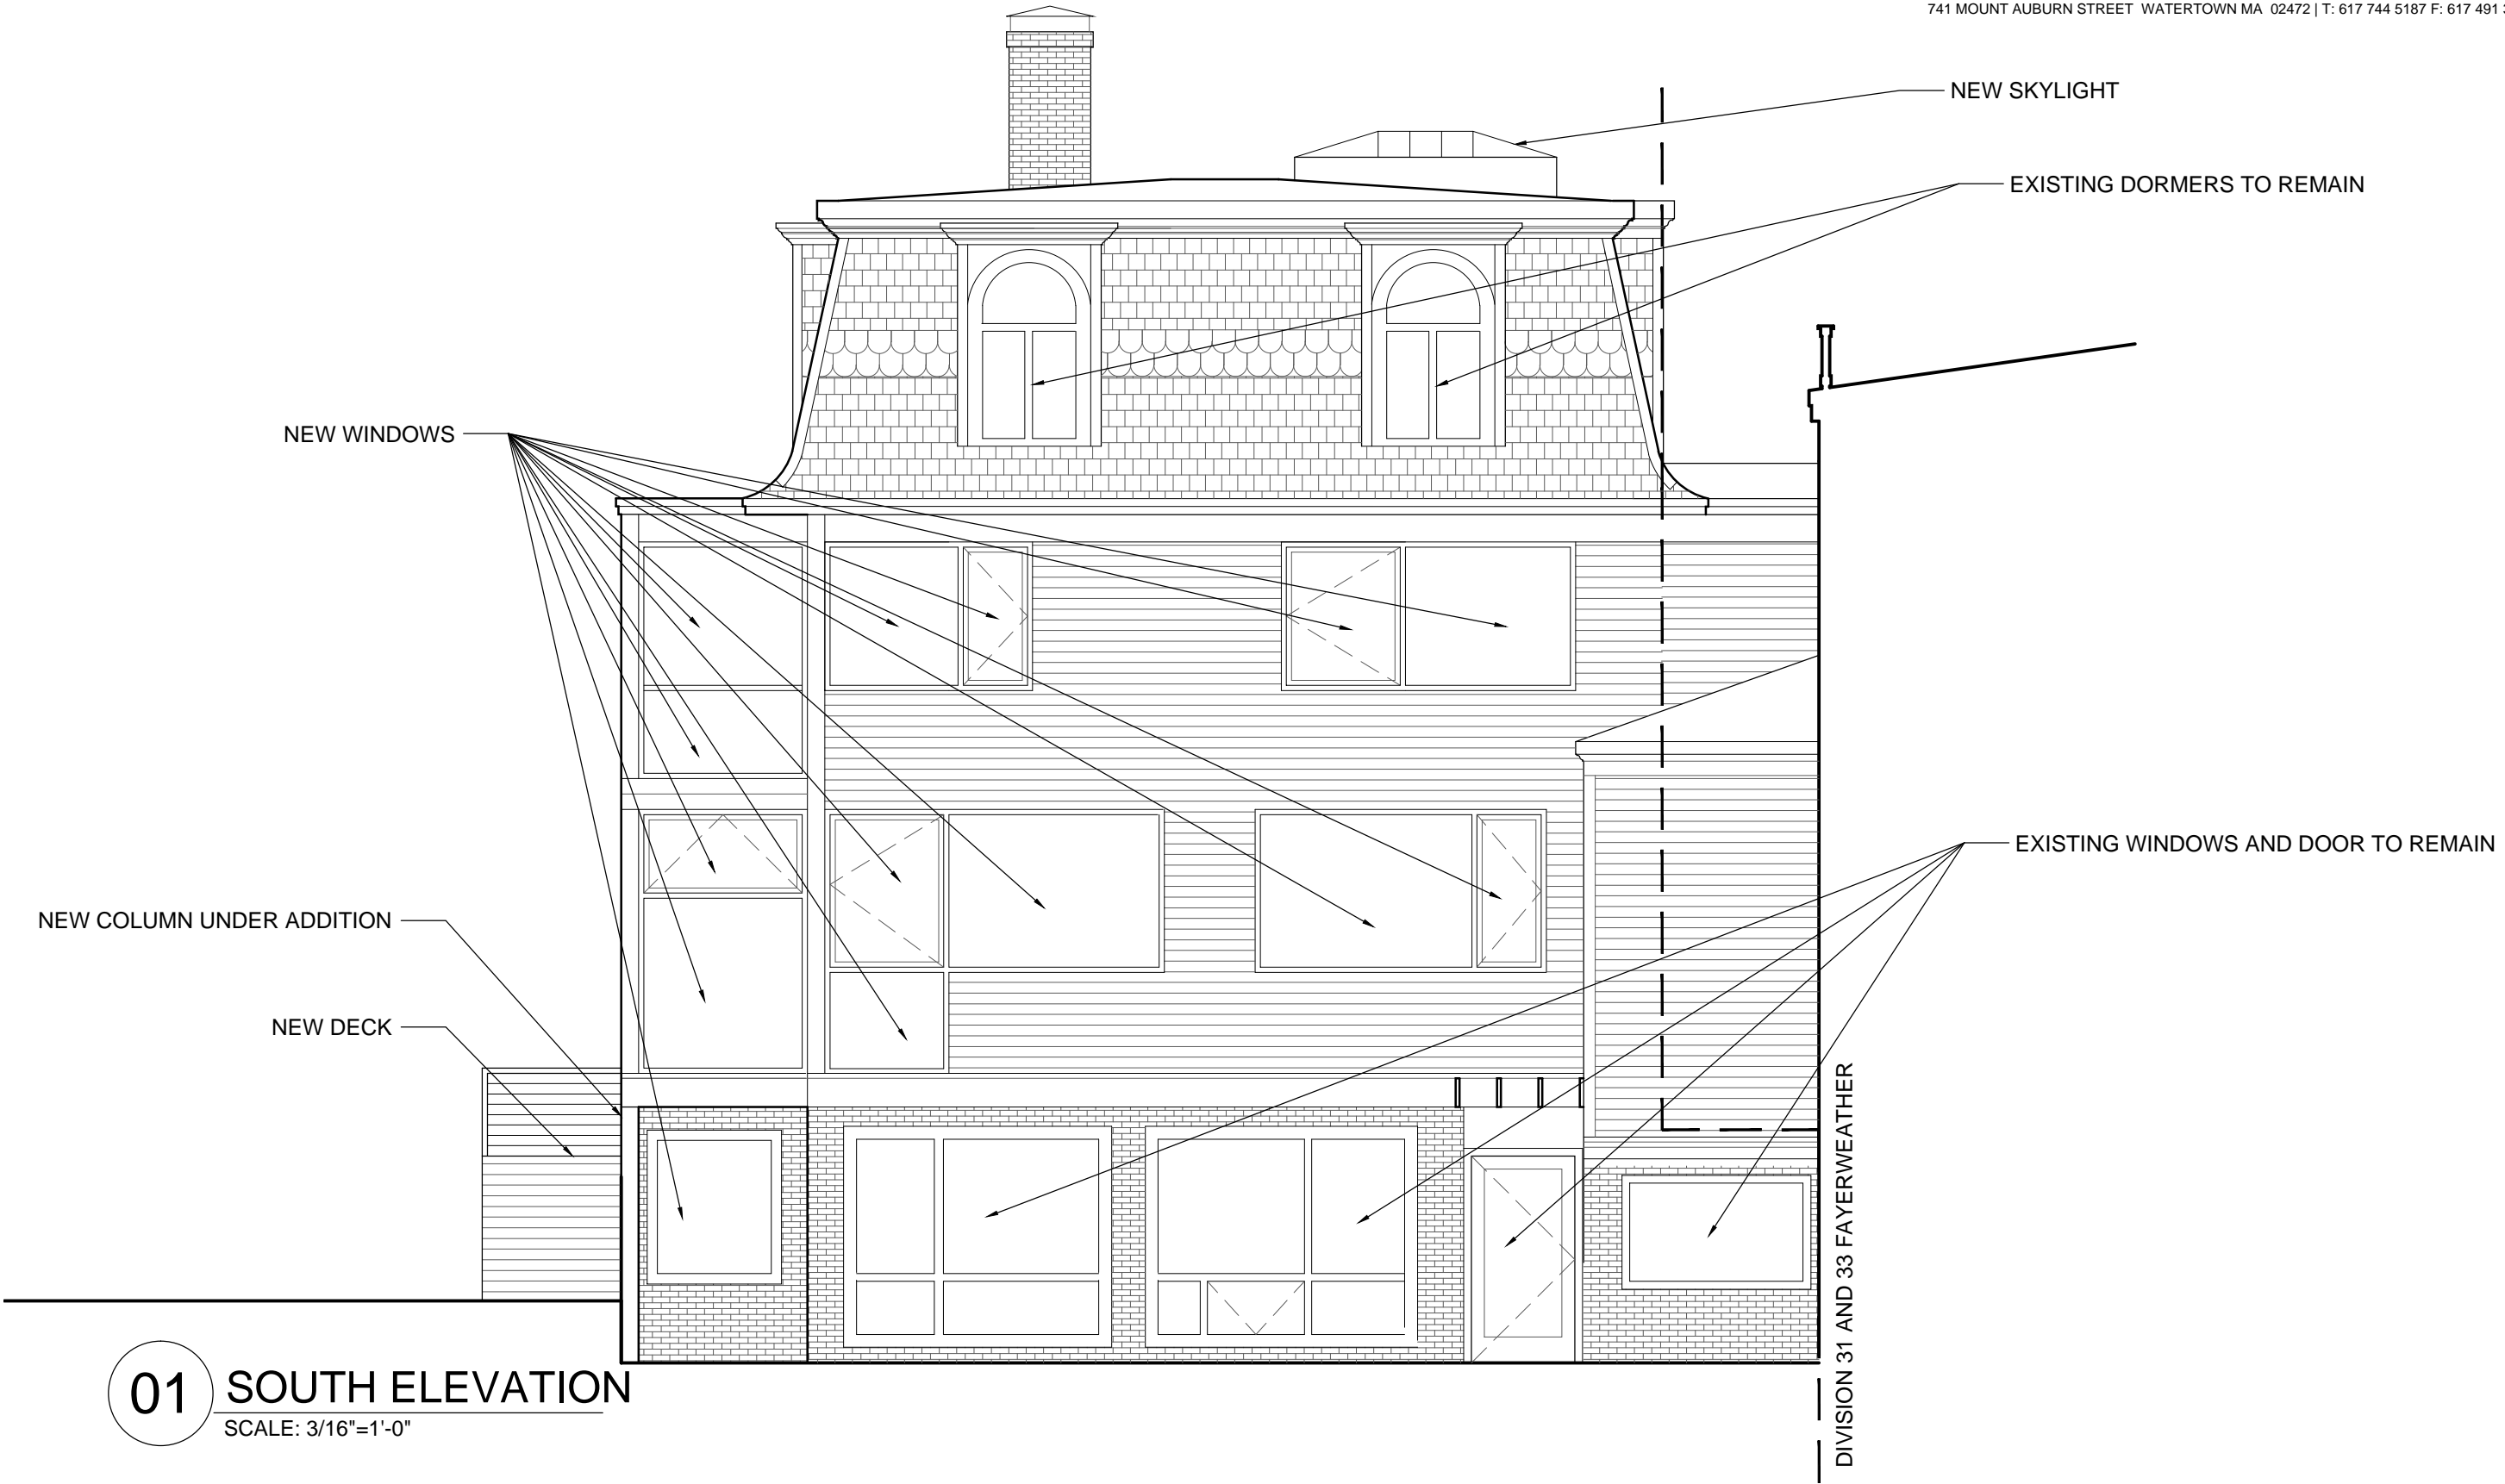 741 MOUNT AUBURN STREET WATERTOWN MA 02472 | T: 617 744 5187 F: 617 491
NEW SKYLIGHT
EXISTING DORMERS TO REMAIN
NEW WINDOWS
EXISTING WINDOWS AND DOOR TO REMAIN
NEW COLUMN UNDER ADDITION
NEW DECK
DIVISION 31 AND 33 FAYERWEATHER
01 SOUTH ELEVATION
SCALE: 3/16"=1'-0"